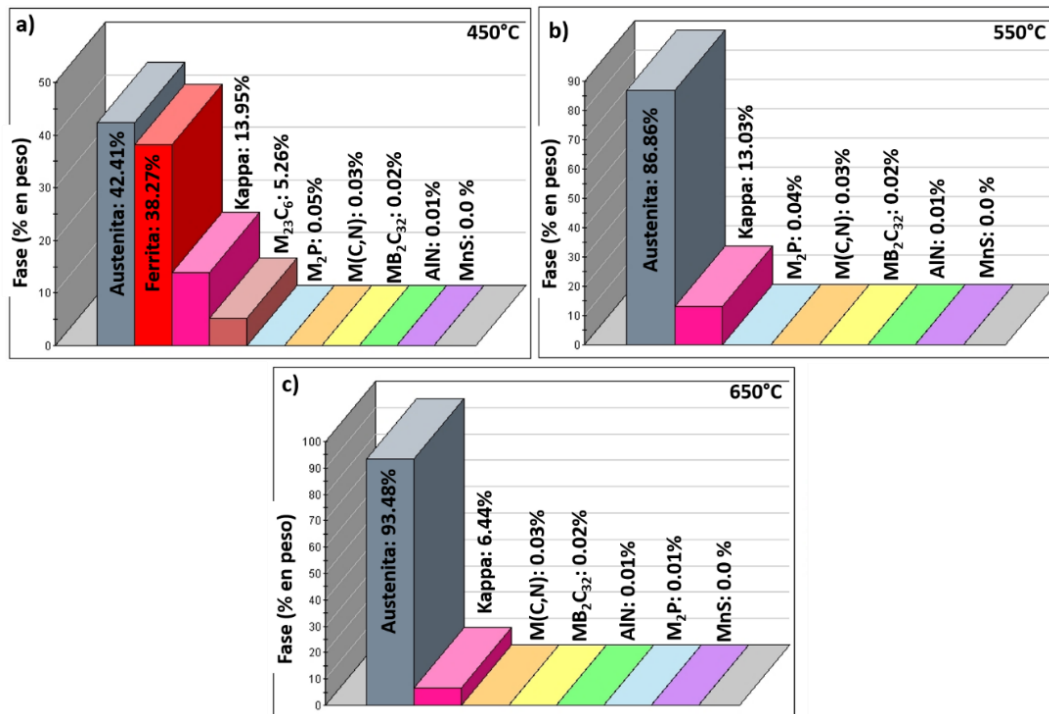 a)
450°C
Fase (% en peso)
50
40
30
20
10
0
Austenita: 42.41%
Ferrita: 38.27%
Kappa: 13.95%
M₂₃C₆: 5.26%
M₂P: 0.05%
M(C,N): 0.03%
MB₂C₃₂: 0.02%
AlN: 0.01%
MnS: 0.0 %
b)
550°C
Fase (% en peso)
90
80
70
60
50
40
30
20
10
0
Austenita: 86.86%
Kappa: 13.03%
M₂P: 0.04%
M(C,N): 0.03%
MB₂C₃₂: 0.02%
AlN: 0.01%
MnS: 0.0 %
c)
650°C
Fase (% en peso)
100
90
80
70
60
50
40
30
20
10
0
Austenita: 93.48%
Kappa: 6.44%
M(C,N): 0.03%
MB₂C₃₂: 0.02%
AlN: 0.01%
M₂P: 0.01%
MnS: 0.0 %